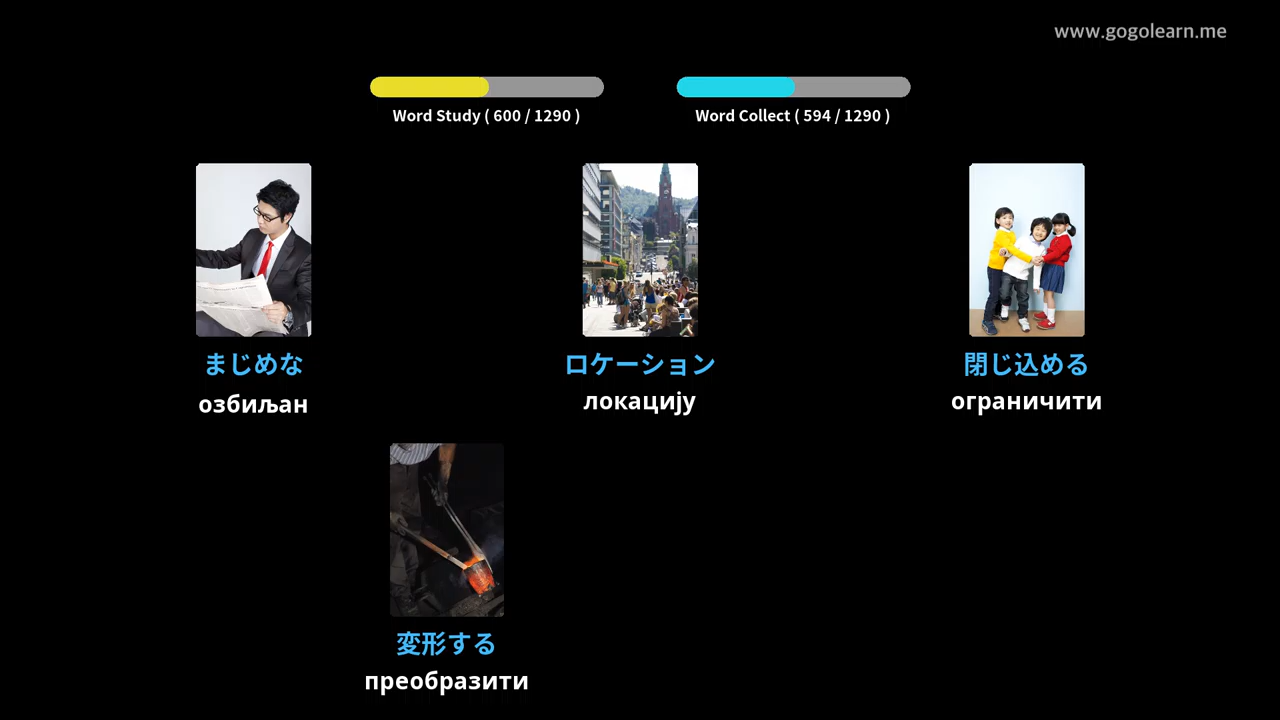 www.gogolearn.me
Word Study ( 600 / 1290 )
Word Collect ( 594 / 1290 )
まじめな
озбиљан
ロケーション
локацију
閉じ込める
ограничити
変形する
преобразити